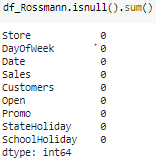 df_Rossmann.isnull().sum()
Store 0
DayOfWeek 0
Date 0
Sales 0
Customers 0
Open 0
Promo 0
StateHoliday 0
SchoolHoliday 0
dtype: int64